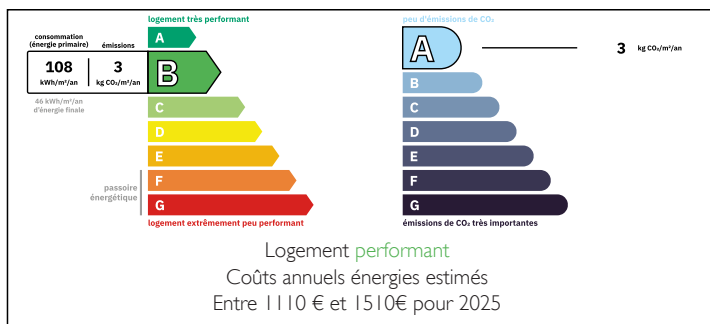 logement très performant
consommation
(énergie primaire)
émissions
108
kWh/m²/an
3
kg CO₂/m²/an
46 kWh/m²/an
d'énergie finale
A
B
C
D
E
F
G
passoire
énergétique
logement extrêmement peu performant
peu d'émissions de CO₂
A
3 kg CO₂/m²/an
B
C
D
E
F
G
émissions de CO₂ très importantes
Logement performant
Coûts annuels énergies estimés
Entre 1110 € et 1510€ pour 2025